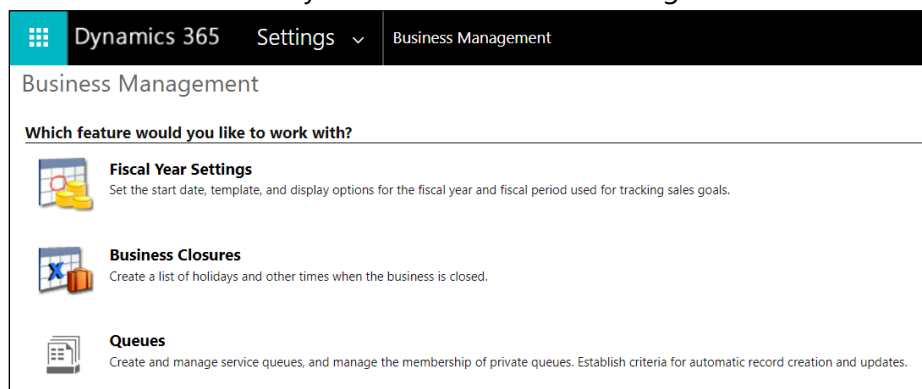 Dynamics 365 Settings Business Management
Business Management
Which feature would you like to work with?
Fiscal Year Settings
Set the start date, template, and display options for the fiscal year and fiscal period used for tracking sales goals.
Business Closures
Create a list of holidays and other times when the business is closed.
Queues
Create and manage service queues, and manage the membership of private queues. Establish criteria for automatic record creation and updates.